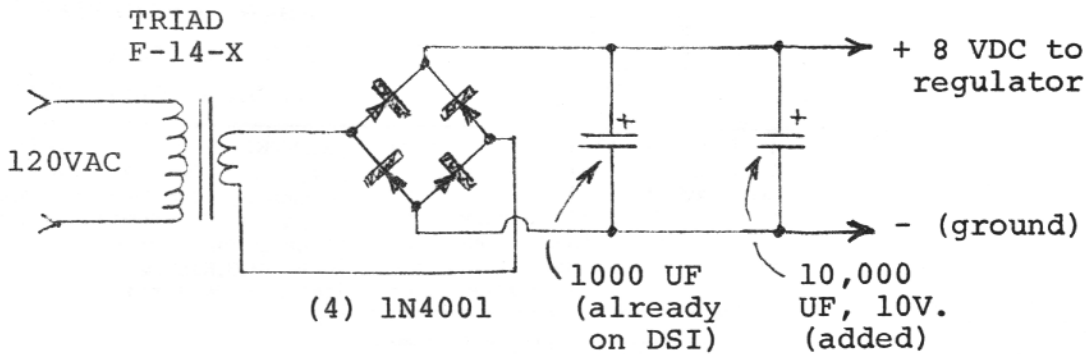 TRIAD
F-14-X
120VAC
(4) 1N4001
+
+
+ 8 VDC to
regulator
- (ground)
1000 UF
(already
on DSI)
10,000
UF, 10V.
(added)